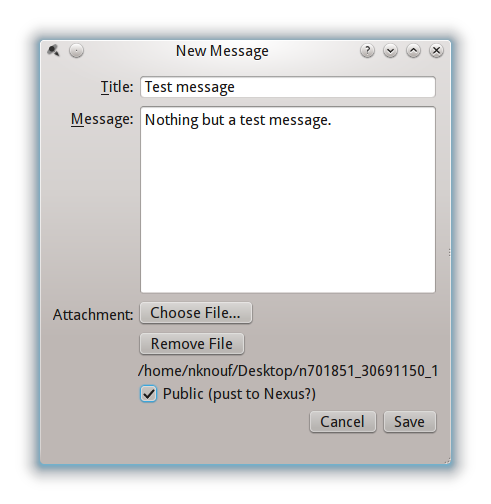 New Message
Title: Test message
Message: Nothing but a test message.
Attachment: Choose File...
Remove File
/home/nknouf/Desktop/n701851_30691150_1
Public (pust to Nexus?)
Cancel Save